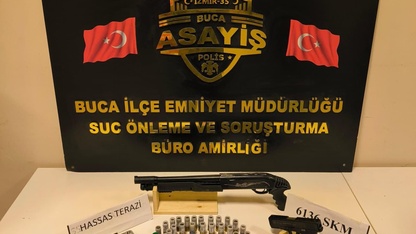 İZMİR-35
BUCA
ASAYİŞ
POLİS
BUCA İLÇE EMNİYET MÜDÜRLÜĞÜ
SUC ÖNLEME VE SORUŞTURMA
BÜRO AMİRLİĞİ
HASSAS TERAZİ
6136 SKM